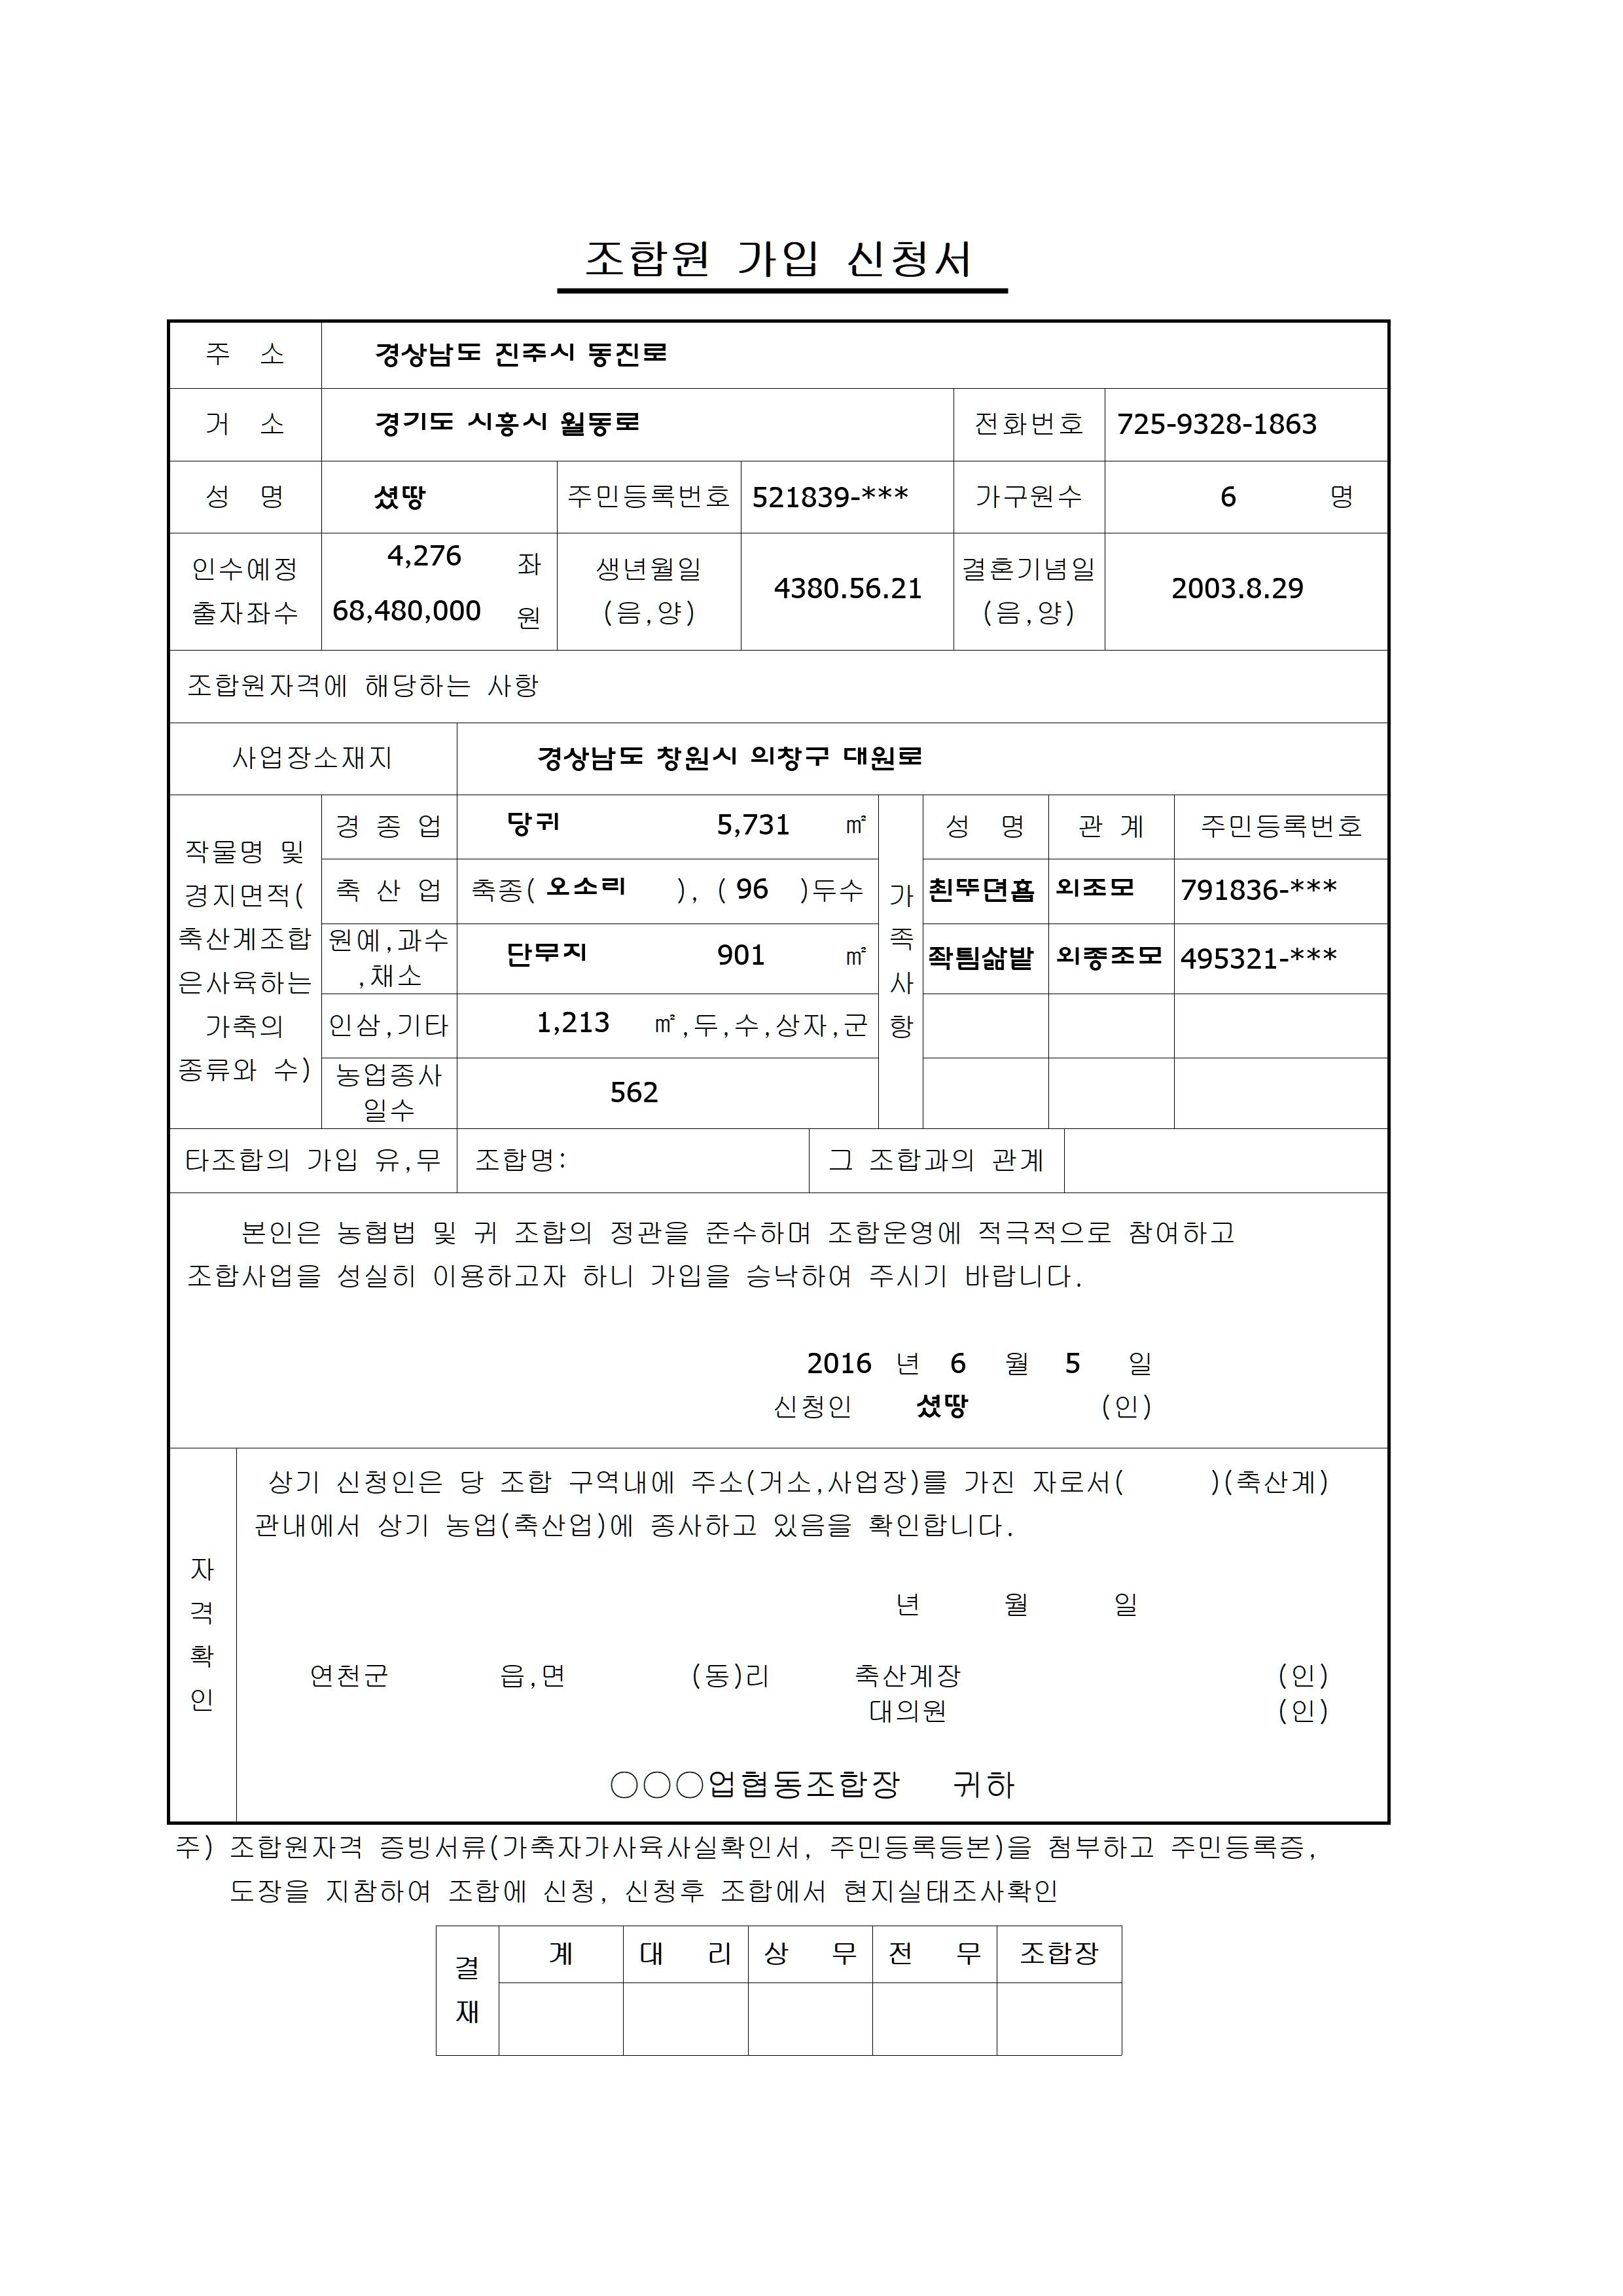 조합원 가입 신청서
주 소 경상남도 진주시 동진로
거 소 경기도 시흥시 월동로 전화번호 725-9328-1863
성 명 셨땅 주민등록번호 521839-*** 가구원수 6 명
인수예정 출자좌수 4,276 좌 68,480,000 원 생년월일 (음,양) 4380.56.21 결혼기념일 (음,양) 2003.8.29
조합원자격에 해당하는 사항
사업장소재지 경상남도 창원시 의창구 대원로
작물명 및
경지면적(
축산계조합
은사육하는
가축의
종류와 수)
경 종 업 당귀 5,731 ㎡
축 산 업 축종( 오소리 ), ( 96 )두수
원예,과수
,채소 단무지 901 ㎡
인삼,기타 1,213 ㎡,두,수,상자,군
농업종사
일수 562
가족사항
성 명 관 계 주민등록번호
외조모 791836-***
외종조모 495321-***
타조합의 가입 유,무 조합명: 그 조합과의 관계
본인은 농협법 및 귀 조합의 정관을 준수하며 조합운영에 적극적으로 참여하고
조합사업을 성실히 이용하고자 하니 가입을 승낙하여 주시기 바랍니다.
2016 년 6 월 5 일
신청인 셨땅 (인)
자격확인
상기 신청인은 당 조합 구역내에 주소(거소,사업장)를 가진 자로서( )(축산계)
관내에서 상기 농업(축산업)에 종사하고 있음을 확인합니다.
년 월 일
연천군 읍,면 (동)리 축산계장 (인)
대의원 (인)
○○○업협동조합장 귀하
주) 조합원자격 증빙서류(가축자가사육사실확인서, 주민등록등본)을 첨부하고 주민등록증,
도장을 지참하여 조합에 신청, 신청후 조합에서 현지실태조사확인
결재 계 대 리 상 무 전 무 조합장